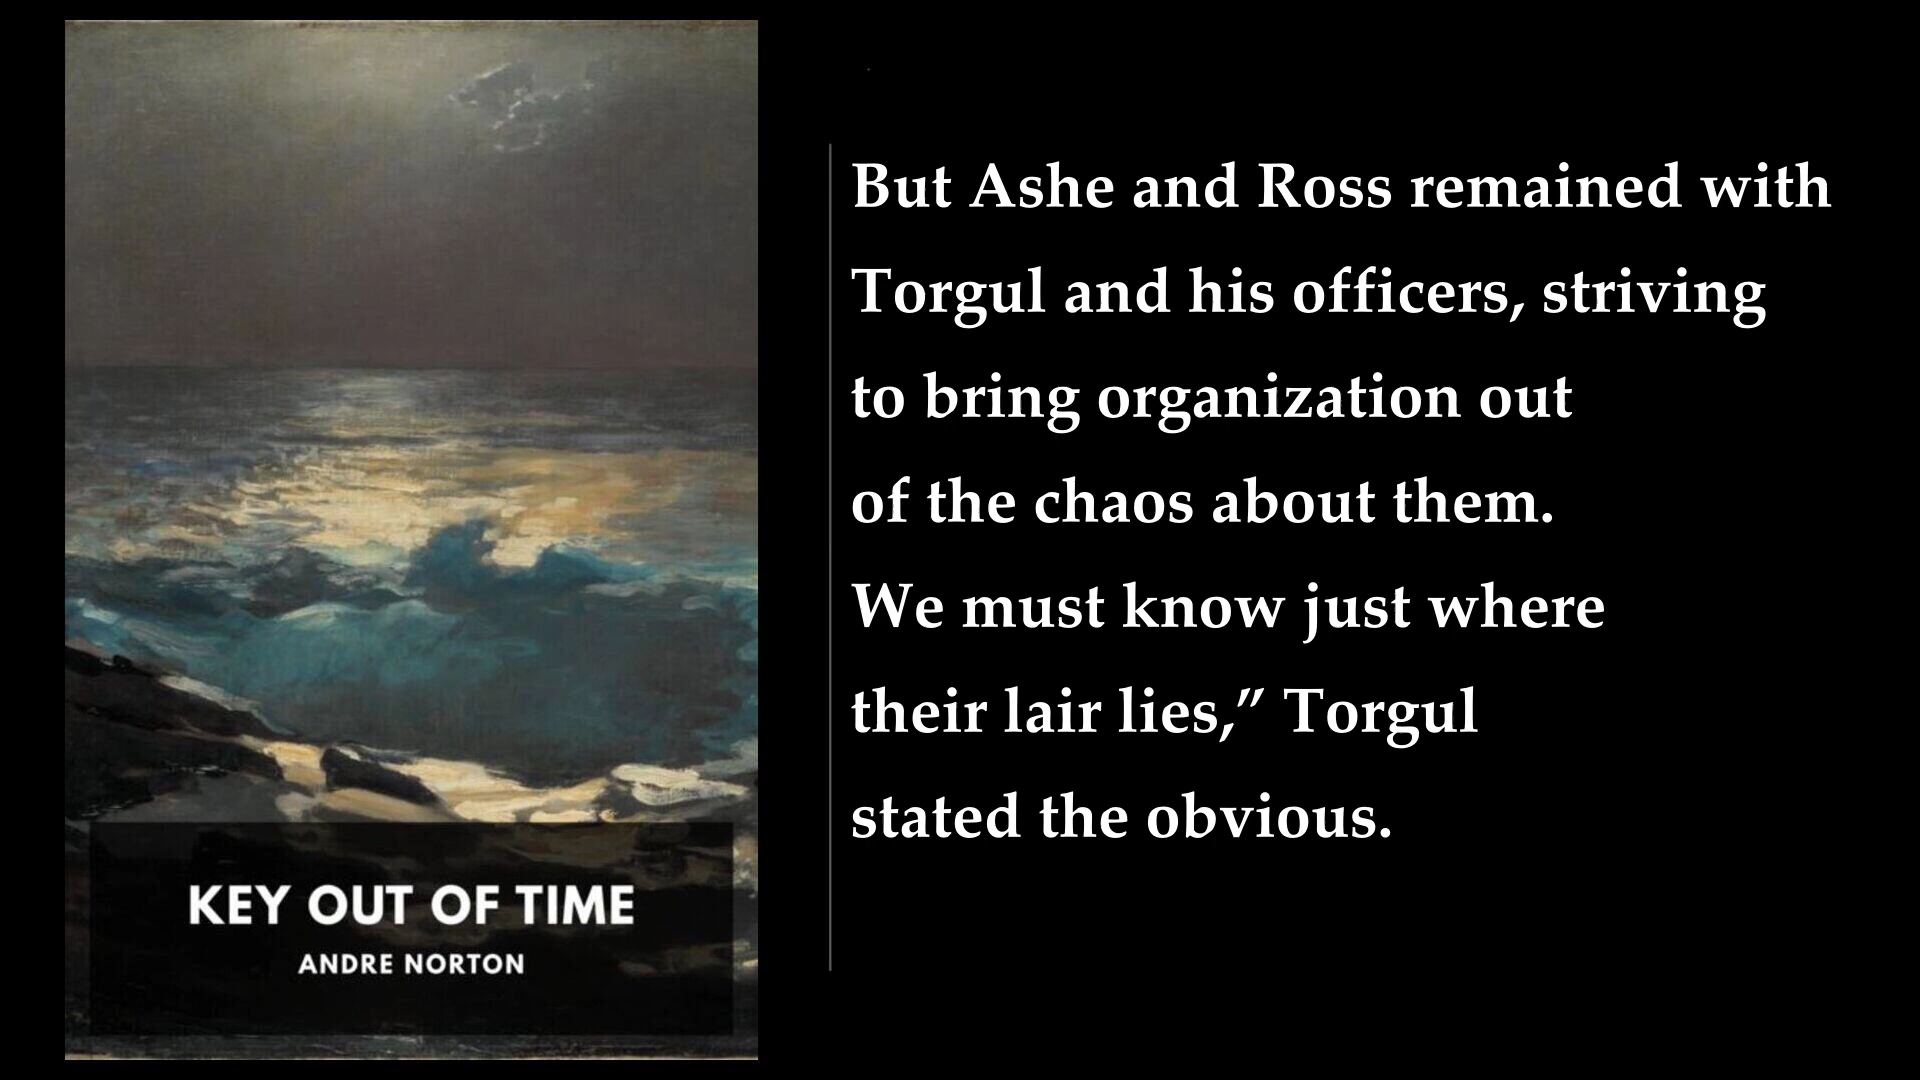 KEY OUT OF TIME
ANDRE NORTON
But Ashe and Ross remained with
Torgul and his officers, striving
to bring organization out
of the chaos about them.
We must know just where
their lair lies,” Torgul
stated the obvious.